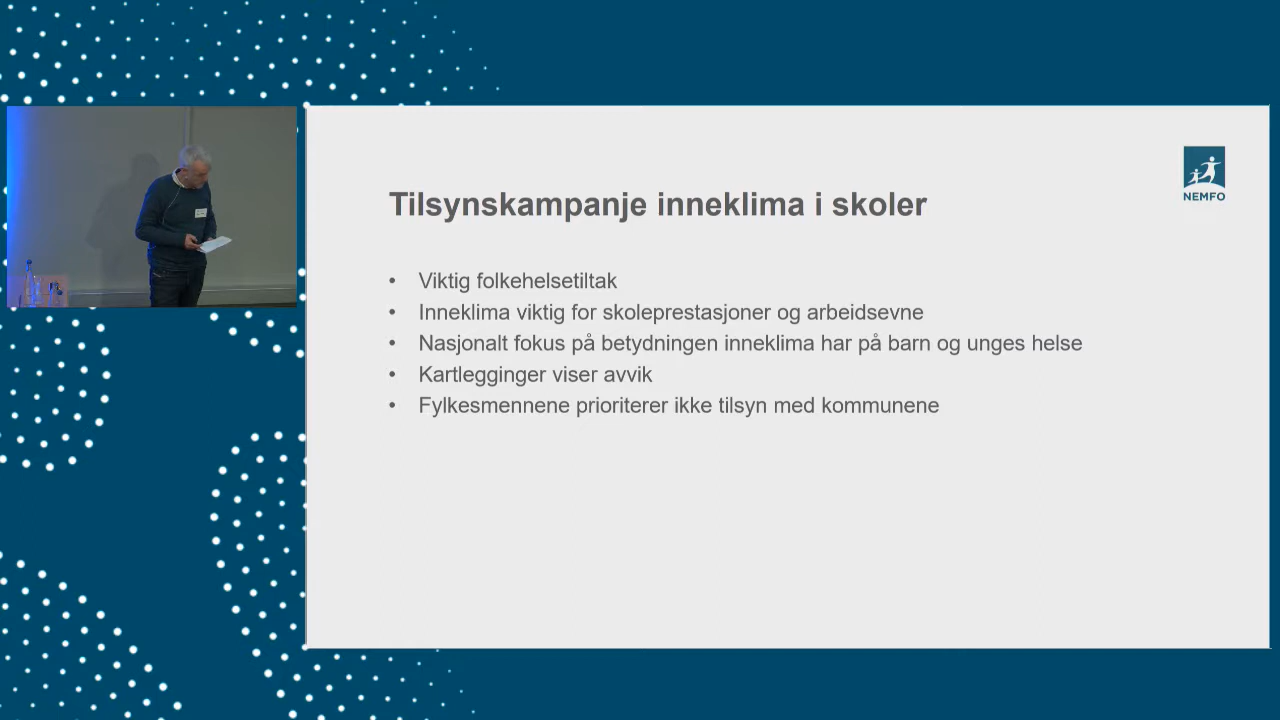 Tilsynskampanje inneklima i skoler
NEMFO
• Viktig folkehelsetiltak
• Inneklima viktig for skoleprestasjoner og arbeidsevne
• Nasjonalt fokus på betydningen inneklima har på barn og unges helse
• Kartlegginger viser avvik
• Fylkesmennene prioriterer ikke tilsyn med kommunene